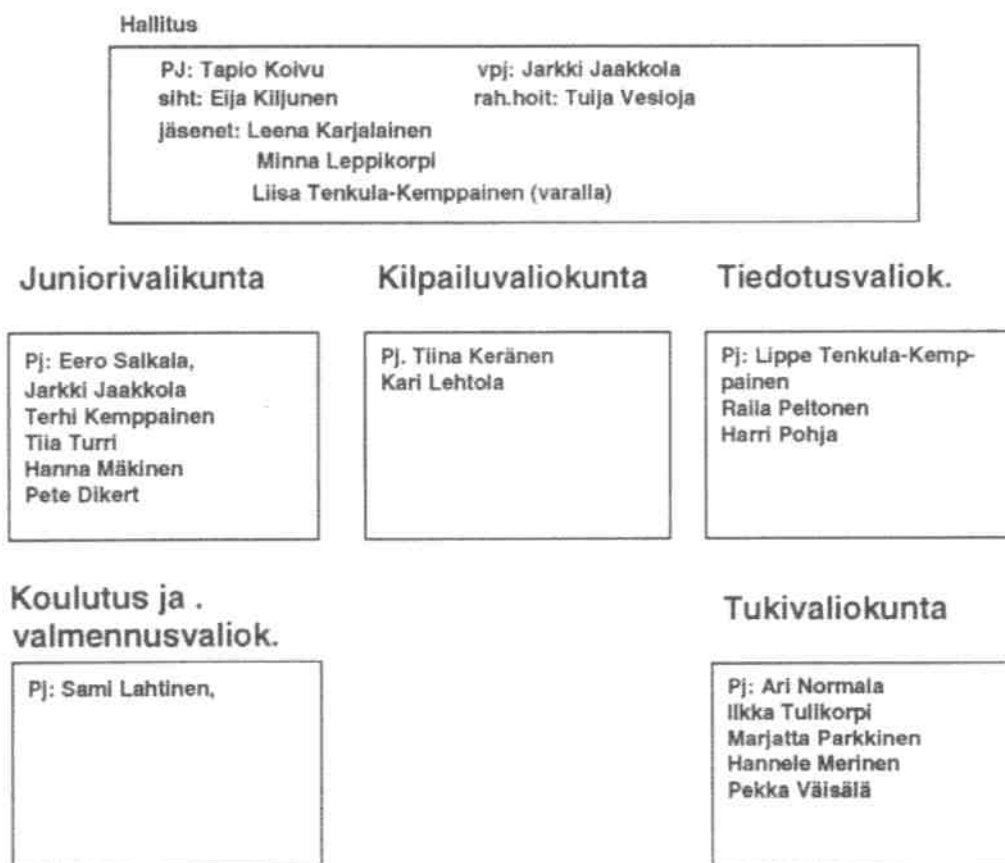 Hallitus
PJ: Tapio Koivu vpj: Jarkki Jaakkola
siht: Eija Kiljunen rah.hoit: Tuija Vesioja
jäsenet: Leena Karjalainen
Minna Leppikorpi
Liisa Tenkula-Kemppainen (varalla)
Juniorivalikunta
Pj: Eero Salkala,
Jarkki Jaakkola
Terhi Kemppainen
Tiia Turri
Hanna Mäkinen
Pete Dikert
Kilpailuvaliokunta
Pj. Tiina Keränen
Kari Lehtola
Tiedotusvaliok.
Pj: Lippe Tenkula-Kemp-
painen
Raila Peltonen
Harri Pohja
Koulutus ja .
valmennusvaliok.
Pj: Sami Lahtinen,
Tukivaliokunta
Pj: Ari Normala
Ilkka Tulikorpi
Marjatta Parkkinen
Hannele Merinen
Pekka Väisälä